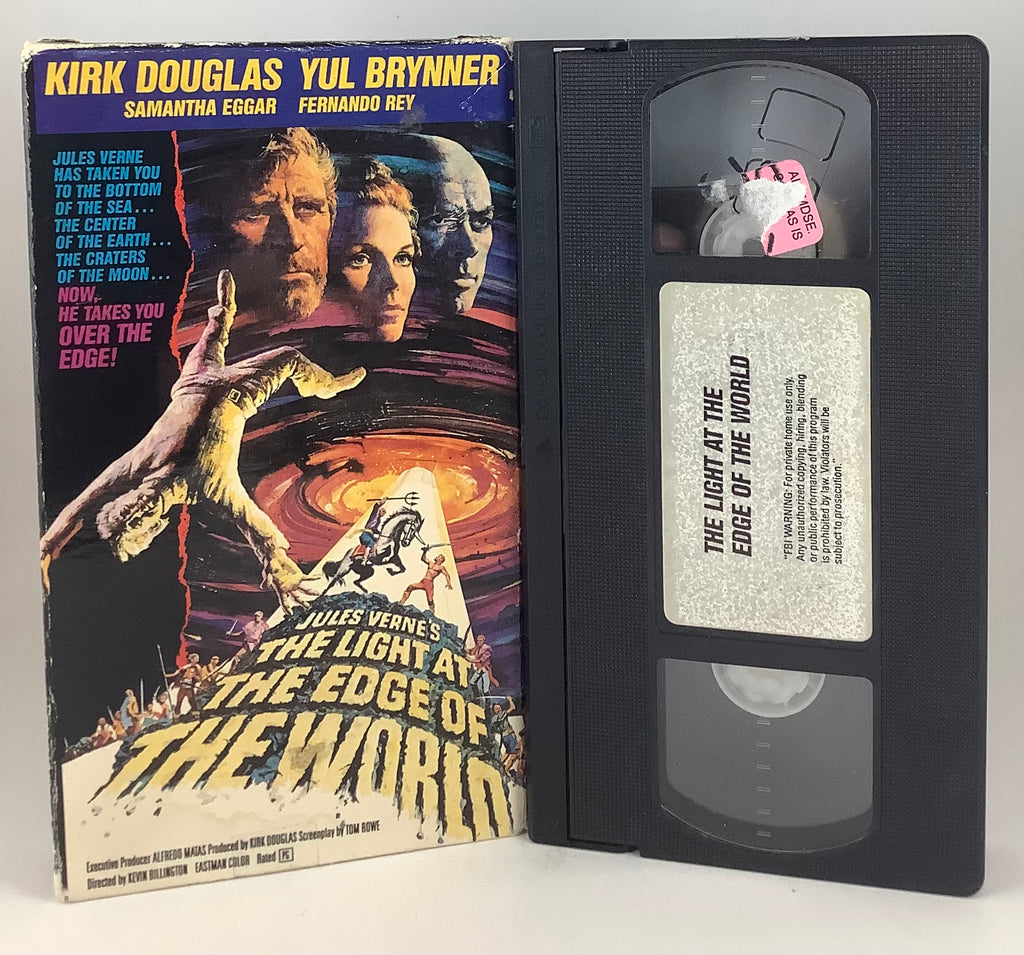 KIRK DOUGLAS YUL BRYNNER
SAMANTHA EGGAR FERNANDO REY
JULES VERNE
HAS TAKEN YOU
TO THE BOTTOM
OF THE SEA...
THE CENTER
OF THE EARTH...
THE CRATERS
OF THE MOON...
NOW,
HE TAKES YOU
OVER THE
EDGE!
JULES VERNE'S
THE LIGHT AT
THE EDGE OF
THE WORLD
Executive Producer ALFREDO MATAS Produced by KIRK DOUGLAS Screenplay by TOM ROWE
Directed by KEVIN BILLINGTON EASTMAN COLOR Rated PG
MDSE.
AS IS
THE LIGHT AT THE
EDGE OF THE WORLD
"FBI WARNING: For private home use only.
Any unauthorized copying, hiring, blending
or public performance of this program
is prohibited by law. Violators will be
subject to prosecution."